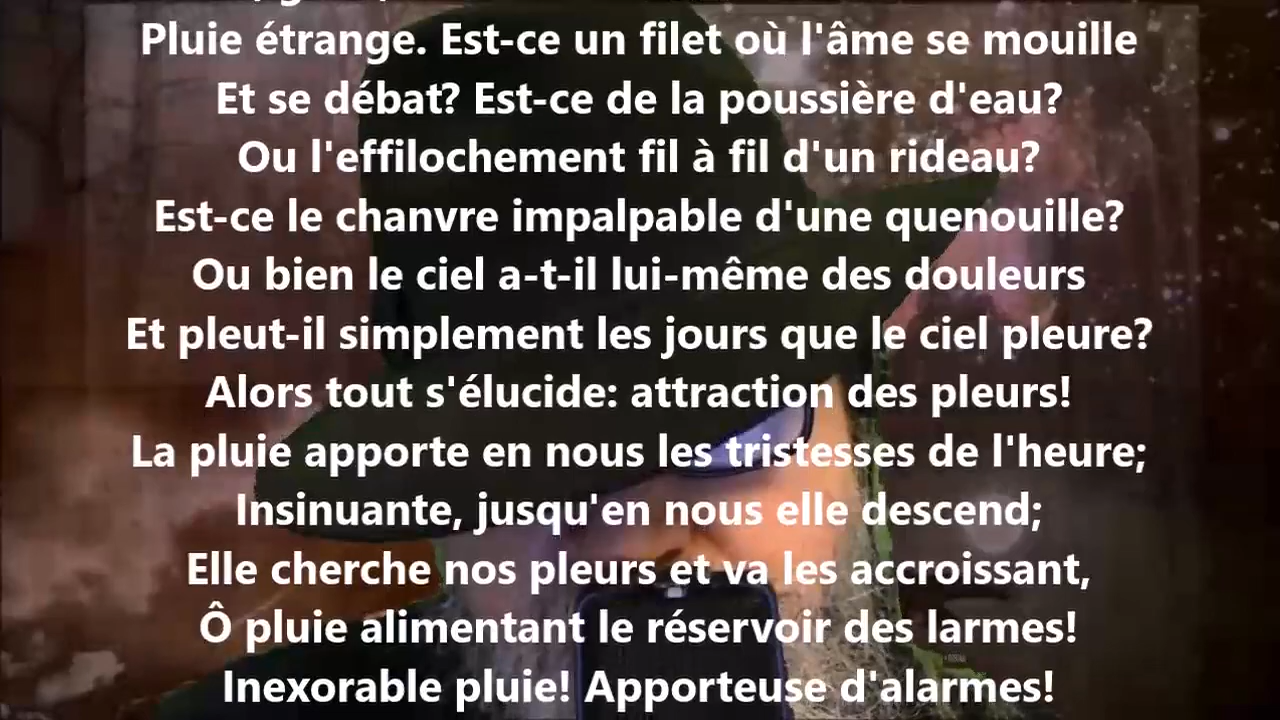 Pluie étrange. Est-ce un filet où l'âme se mouille
Et se débat? Est-ce de la poussière d'eau?
Ou l'effilochement fil à fil d'un rideau?
Est-ce le chanvre impalpable d'une quenouille?
Ou bien le ciel a-t-il lui-même des douleurs
Et pleut-il simplement les jours que le ciel pleure?
Alors tout s'élucide: attraction des pleurs!
La pluie apporte en nous les tristesses de l'heure;
Insinuante, jusqu'en nous elle descend;
Elle cherche nos pleurs et va les accroissant,
Ô pluie alimentant le réservoir des larmes!
Inexorable pluie! Apporteuse d'alarmes!